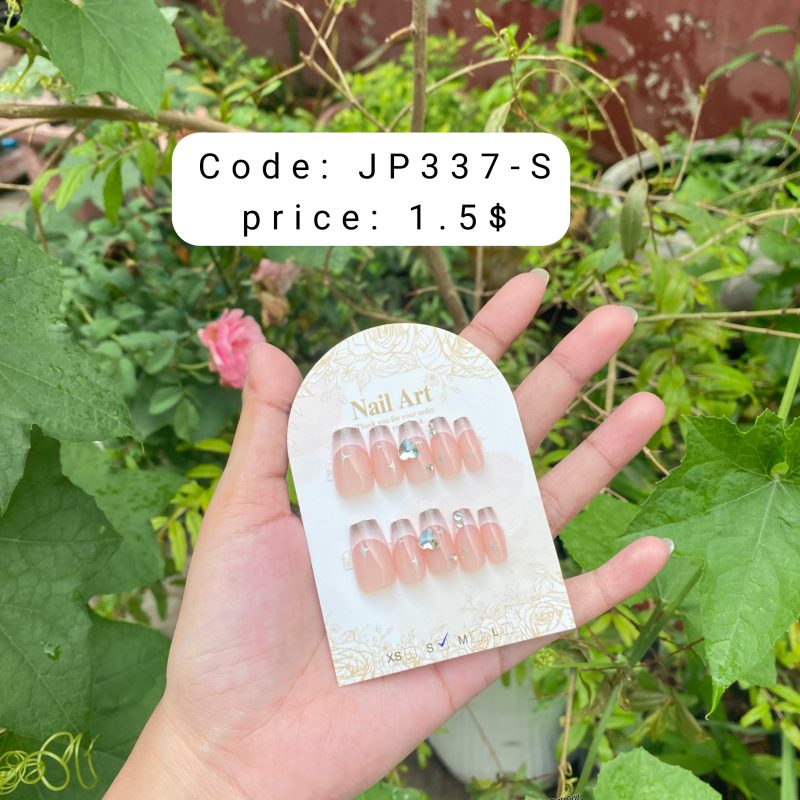 Code: JP337-S
price: 1.5$
Nail Art
Thank you for your order.
XS S ✓ M L